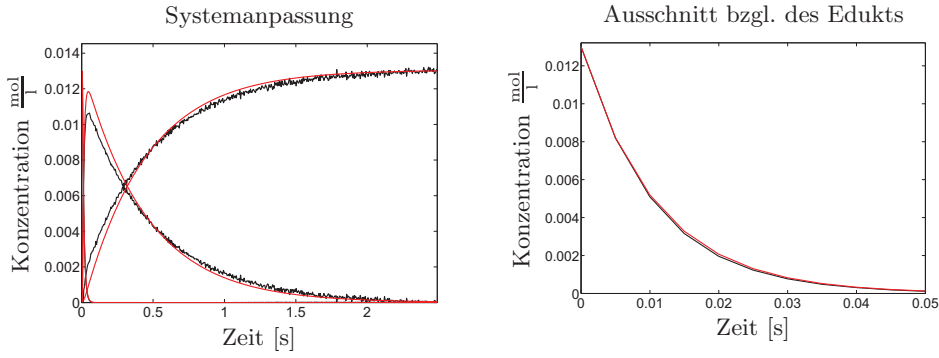 Systemanpassung
Konzentration mol/l
0.014
0.012
0.01
0.008
0.006
0.004
0.002
0
0 0.5 1 1.5 2
Zeit [s]
Ausschnitt bzgl. des Edukts
Konzentration mol/l
0.012
0.01
0.008
0.006
0.004
0.002
0
0 0.01 0.02 0.03 0.04 0.05
Zeit [s]